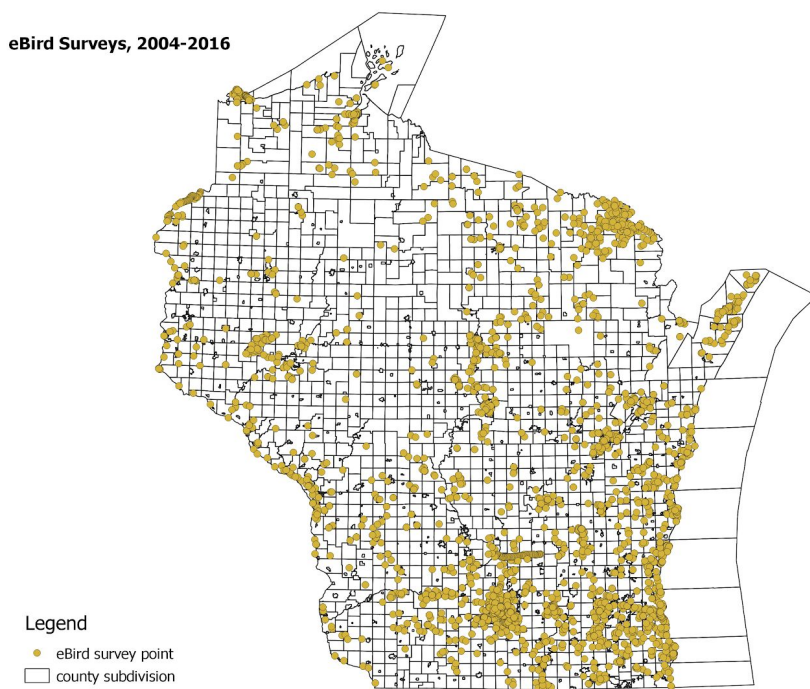 eBird Surveys, 2004-2016
Legend
eBird survey point
county subdivision